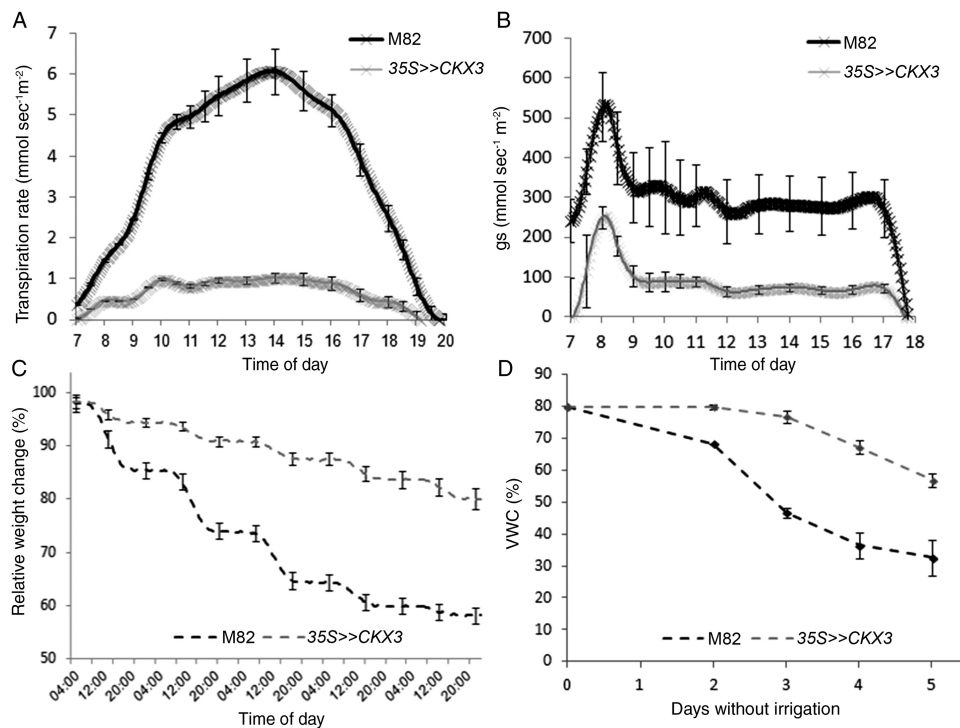 A
Transpiration rate (mmol sec⁻¹m⁻²)
7
6
5
4
3
2
1
0
M82
35S>>CKX3
7 8 9 10 11 12 13 14 15 16 17 18 19 20
Time of day
B
gs (mmol sec⁻¹ m⁻²)
700
600
500
400
300
200
100
0
M82
35S>>CKX3
7 8 9 10 11 12 13 14 15 16 17 18
Time of day
C
Relative weight change (%)
100
90
80
70
60
50
M82 35S>>CKX3
04:00 12:00 20:00 04:00 12:00 20:00 04:00 12:00 20:00 04:00 12:00 20:00 04:00 12:00 20:00
Time of day
D
VWC (%)
90
80
70
60
50
40
30
20
10
0
M82 35S>>CKX3
0 1 2 3 4 5
Days without irrigation